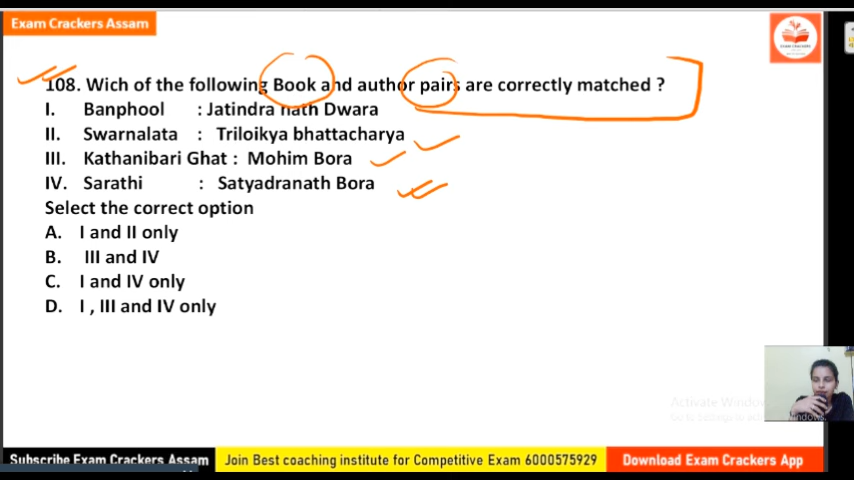 Exam Crackers Assam
108. Wich of the following Book and author pairs are correctly matched ?
I. Banphool : Jatindra nath Dwara
II. Swarnalata : Triloikya bhattacharya
III. Kathanibari Ghat : Mohim Bora
IV. Sarathi : Satyadranath Bora
Select the correct option
A. I and II only
B. III and IV
C. I and IV only
D. I , III and IV only
Activate Windows
Subscribe Exam Crackers Assam Join Best coaching institute for Competitive Exam 6000575929 Download Exam Crackers App